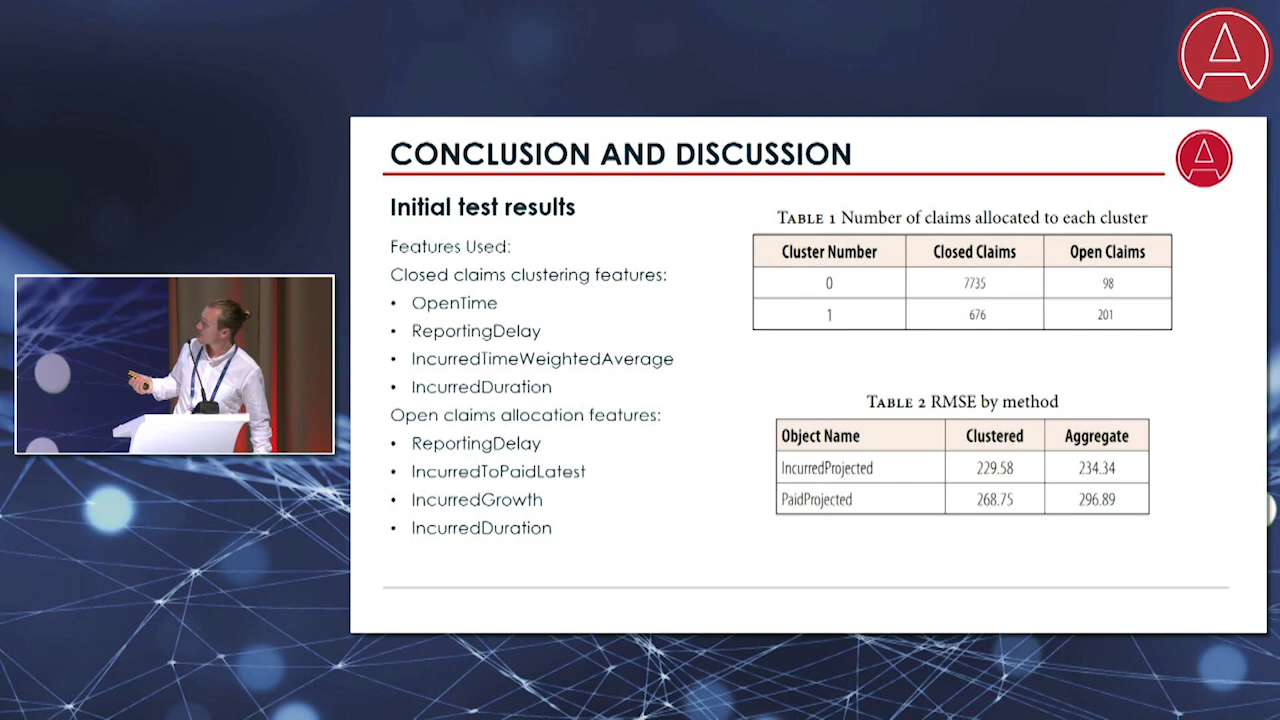 CONCLUSION AND DISCUSSION
Initial test results
Features Used:
Closed claims clustering features:
• OpenTime
• ReportingDelay
• IncurredTimeWeightedAverage
• IncurredDuration
Open claims allocation features:
• ReportingDelay
• IncurredToPaidLatest
• IncurredGrowth
• IncurredDuration
TABLE 1 Number of claims allocated to each cluster
Cluster Number Closed Claims Open Claims
0 7735 98
1 676 201
TABLE 2 RMSE by method
Object Name Clustered Aggregate
IncurredProjected 229.58 234.34
PaidProjected 268.75 296.89